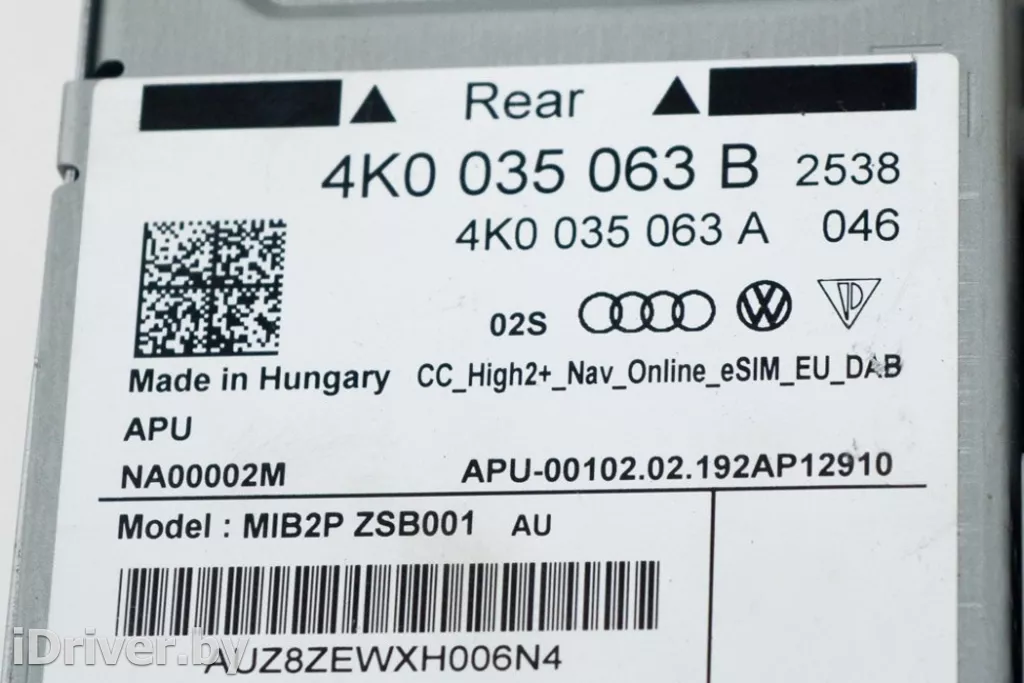 Rear
4K0 035 063 B 2538
4K0 035 063 A 046
02S
Made in Hungary CC_High2+_Nav_Online_eSIM_EU_DAB
APU
NA00002M APU-00102.02.192AP12910
Model : MIB2P ZSB001 AU
AUZ8ZEWXH006N4
iDriver.by